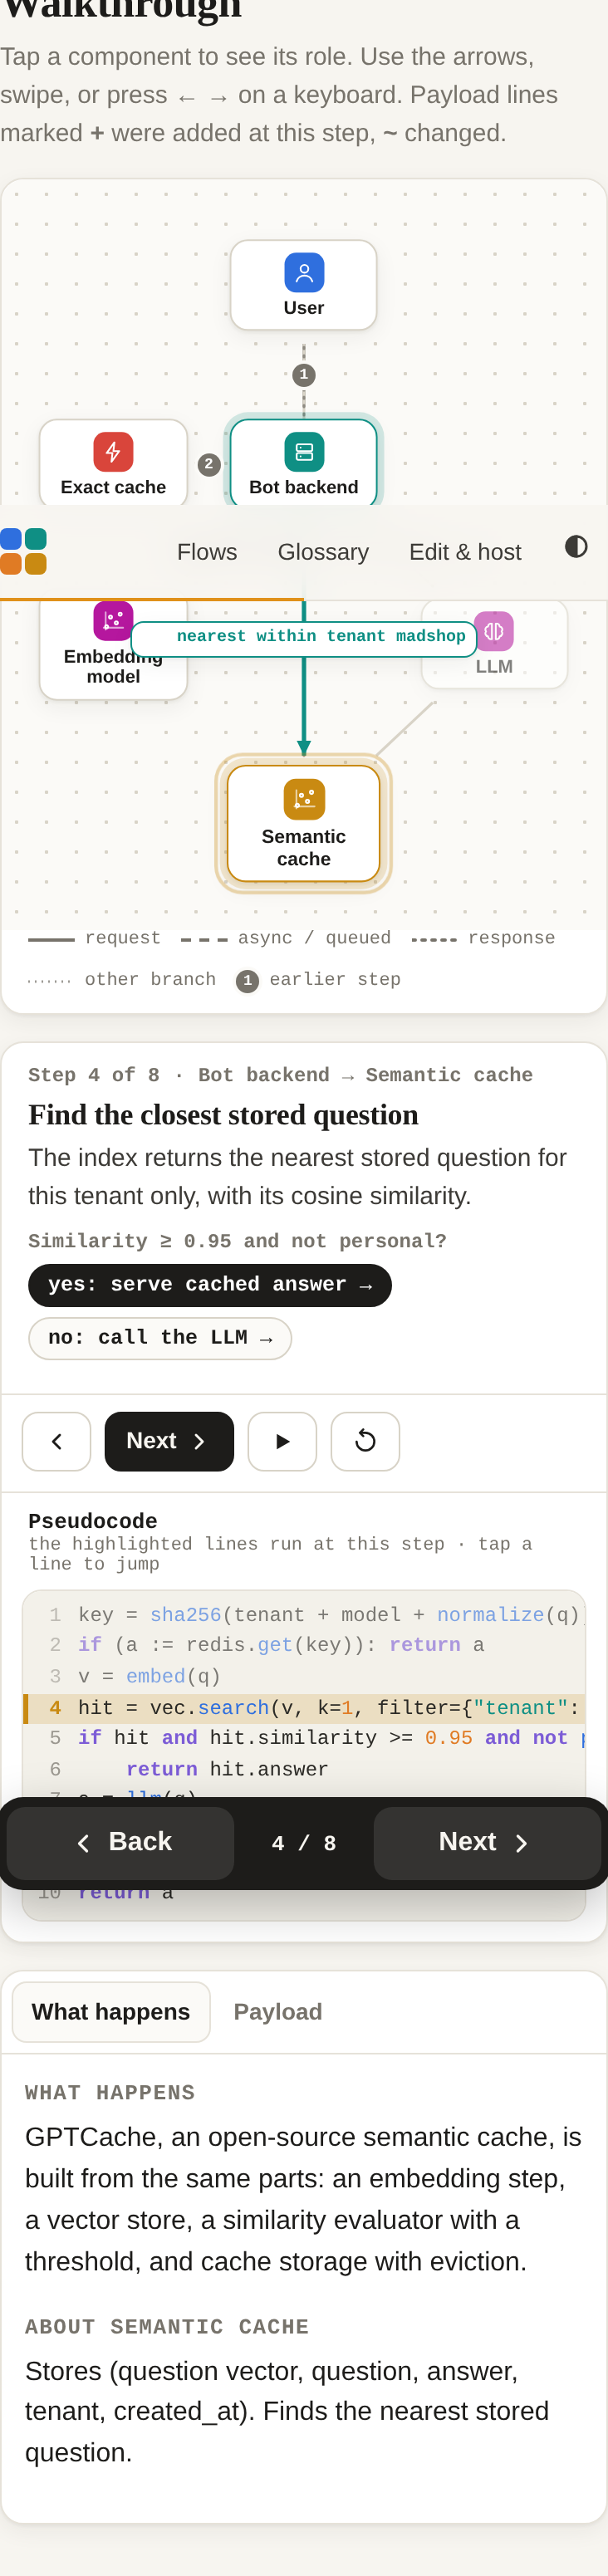 Walkthrough
Tap a component to see its role. Use the arrows,
swipe, or press ← → on a keyboard. Payload lines
marked + were added at this step, ~ changed.
User
1
Exact cache
2
Bot backend
Flows
Glossary
Edit & host
nearest within tenant madshop
Embedding
model
LLM
Semantic
cache
request
async / queued
response
other branch
1
earlier step
Step 4 of 8 · Bot backend → Semantic cache
Find the closest stored question
The index returns the nearest stored question for
this tenant only, with its cosine similarity.
Similarity ≥ 0.95 and not personal?
yes: serve cached answer →
no: call the LLM →
Next
Pseudocode
the highlighted lines run at this step · tap a
line to jump
1 key = sha256(tenant + model + normalize(q)
2 if (a := redis.get(key)): return a
3 v = embed(q)
4 hit = vec.search(v, k=1, filter={"tenant":
5 if hit and hit.similarity >= 0.95 and not
6 return hit.answer
Back
4 / 8
Next
10 return a
What happens
Payload
WHAT HAPPENS
GPTCache, an open-source semantic cache, is
built from the same parts: an embedding step,
a vector store, a similarity evaluator with a
threshold, and cache storage with eviction.
ABOUT SEMANTIC CACHE
Stores (question vector, question, answer,
tenant, created_at). Finds the nearest stored
question.